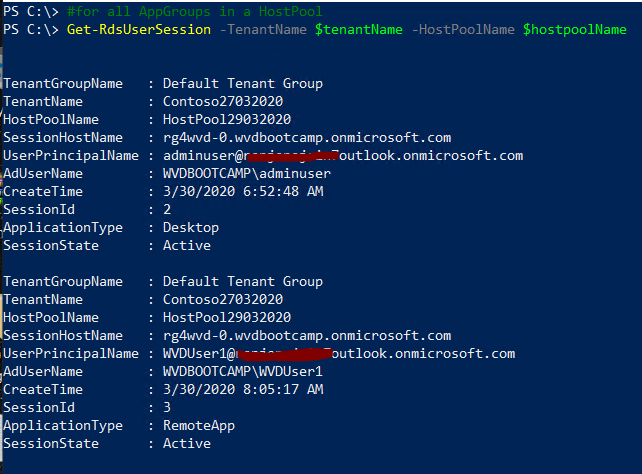 PS C:\> #for all AppGroups in a HostPool
PS C:\> Get-RdsUserSession -TenantName $tenantName -HostPoolName $hostpoolName
TenantGroupName : Default Tenant Group
TenantName : Contoso27032020
HostPoolName : HostPool29032020
SessionHostName : rg4wvd-0.wvdbootcamp.onmicrosoft.com
UserPrincipalName : adminuser@ outlook.onmicrosoft.com
AdUserName : WVDBOOTCAMP\adminuser
CreateTime : 3/30/2020 6:52:48 AM
SessionId : 2
ApplicationType : Desktop
SessionState : Active
TenantGroupName : Default Tenant Group
TenantName : Contoso27032020
HostPoolName : HostPool29032020
SessionHostName : rg4wvd-0.wvdbootcamp.onmicrosoft.com
UserPrincipalName : WVDUser1@ outlook.onmicrosoft.com
AdUserName : WVDBOOTCAMP\WVDUser1
CreateTime : 3/30/2020 8:05:17 AM
SessionId : 3
ApplicationType : RemoteApp
SessionState : Active